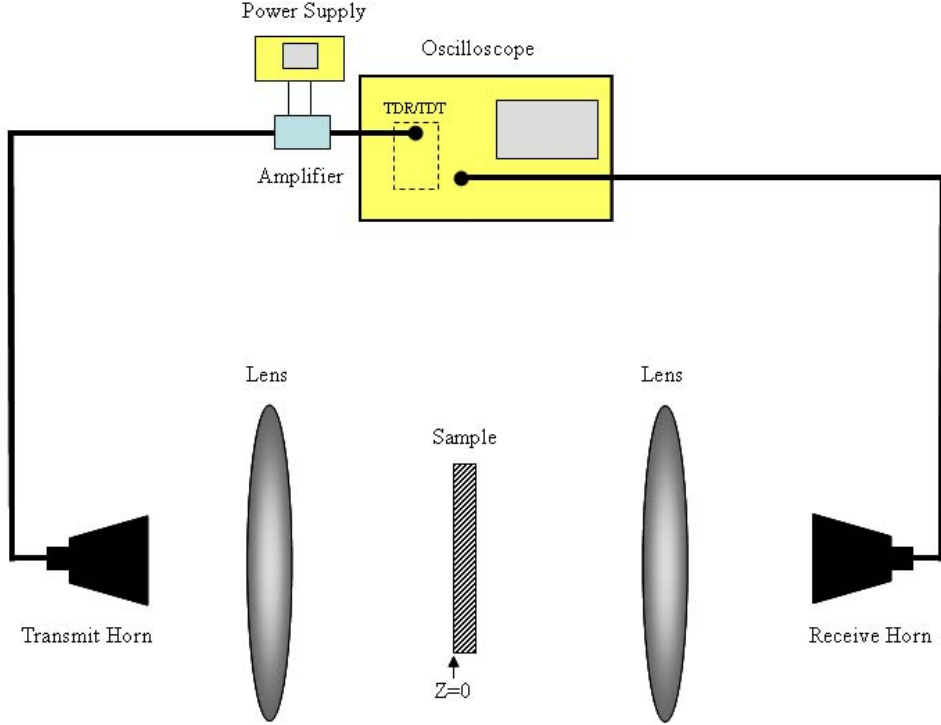 Power Supply
Oscilloscope
TDR/TDT
Amplifier
Lens
Lens
Sample
Transmit Horn
Receive Horn
Z=0